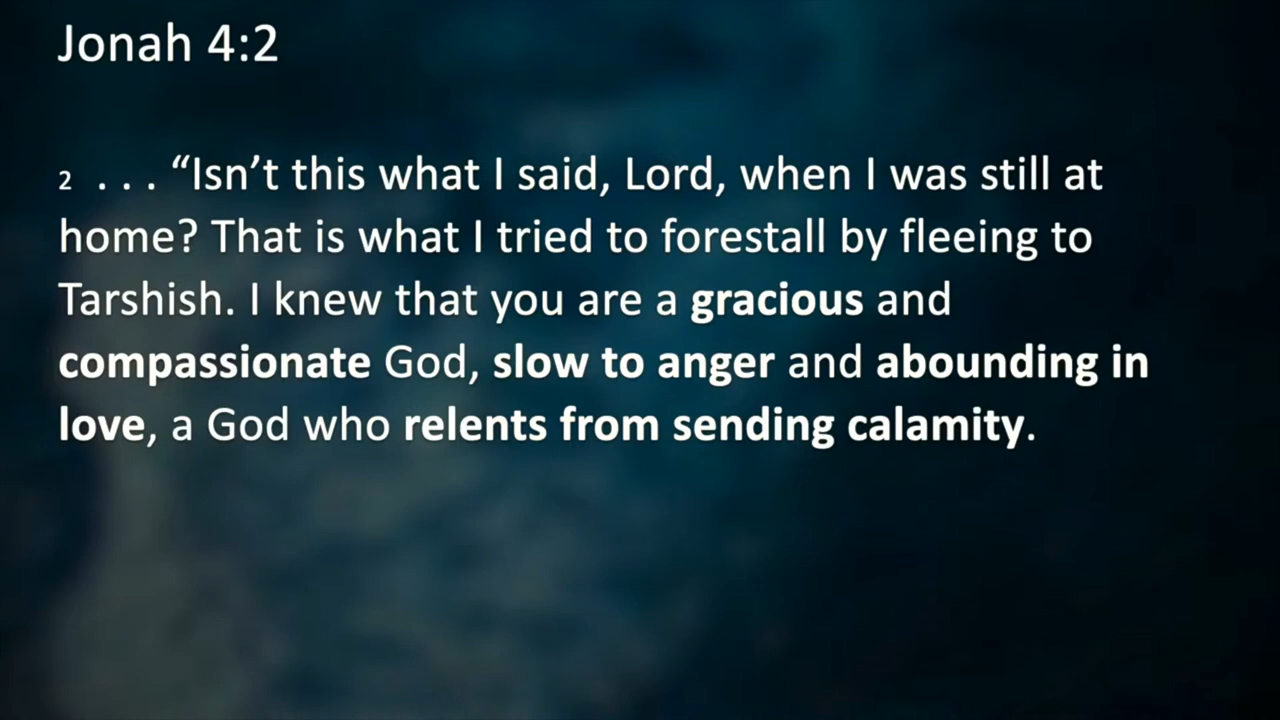 Jonah 4:2
2 . . . “Isn’t this what I said, Lord, when I was still at
home? That is what I tried to forestall by fleeing to
Tarshish. I knew that you are a gracious and
compassionate God, slow to anger and abounding in
love, a God who relents from sending calamity.